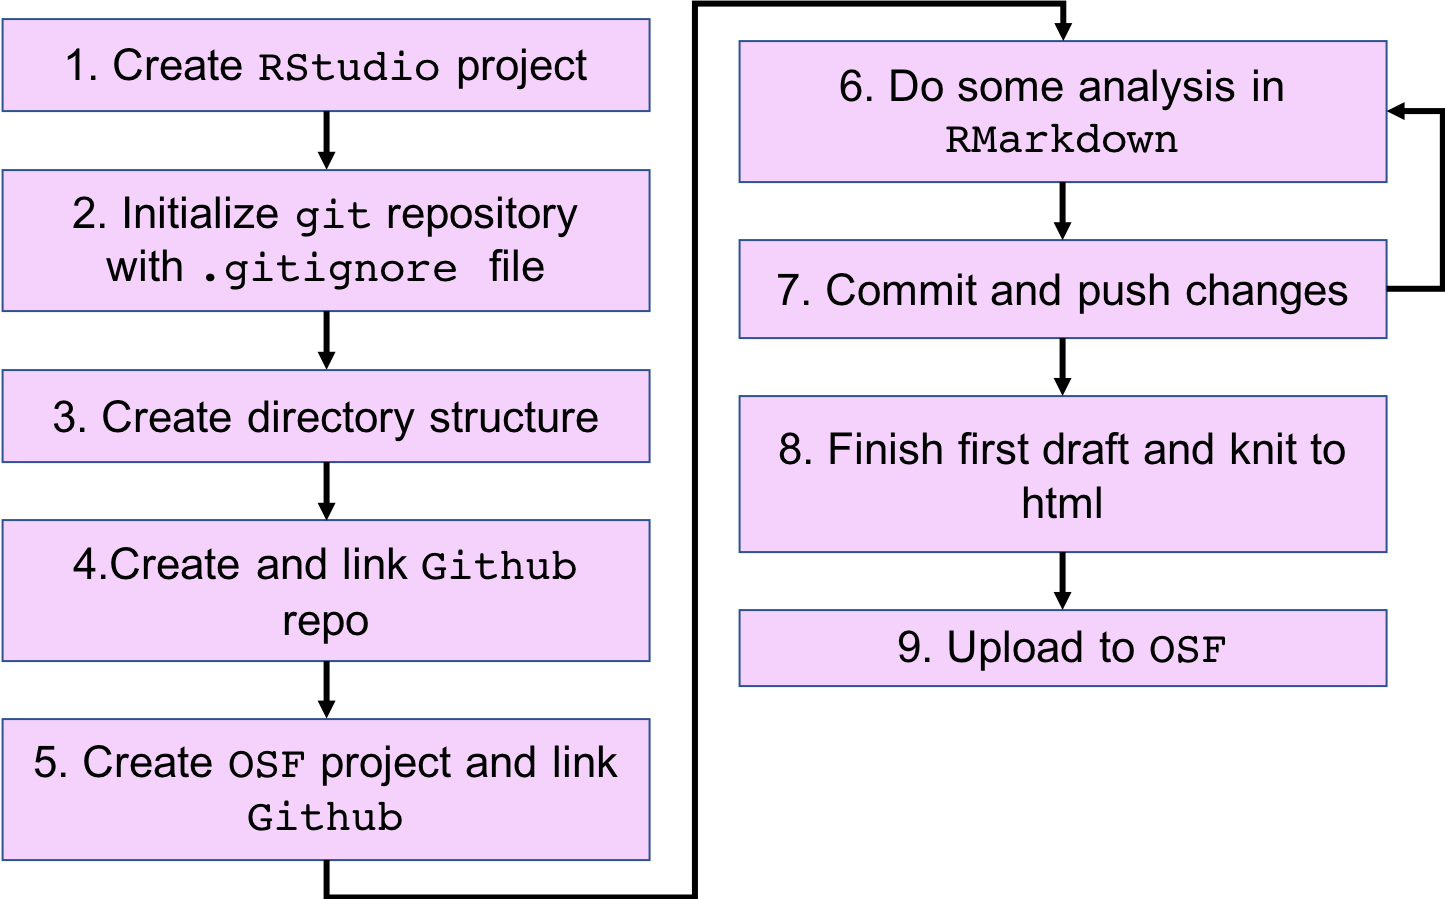 1. Create RStudio project
2. Initialize git repository
with .gitignore file
3. Create directory structure
4.Create and link Github
repo
5. Create OSF project and link
Github
6. Do some analysis in
RMarkdown
7. Commit and push changes
8. Finish first draft and knit to
html
9. Upload to OSF